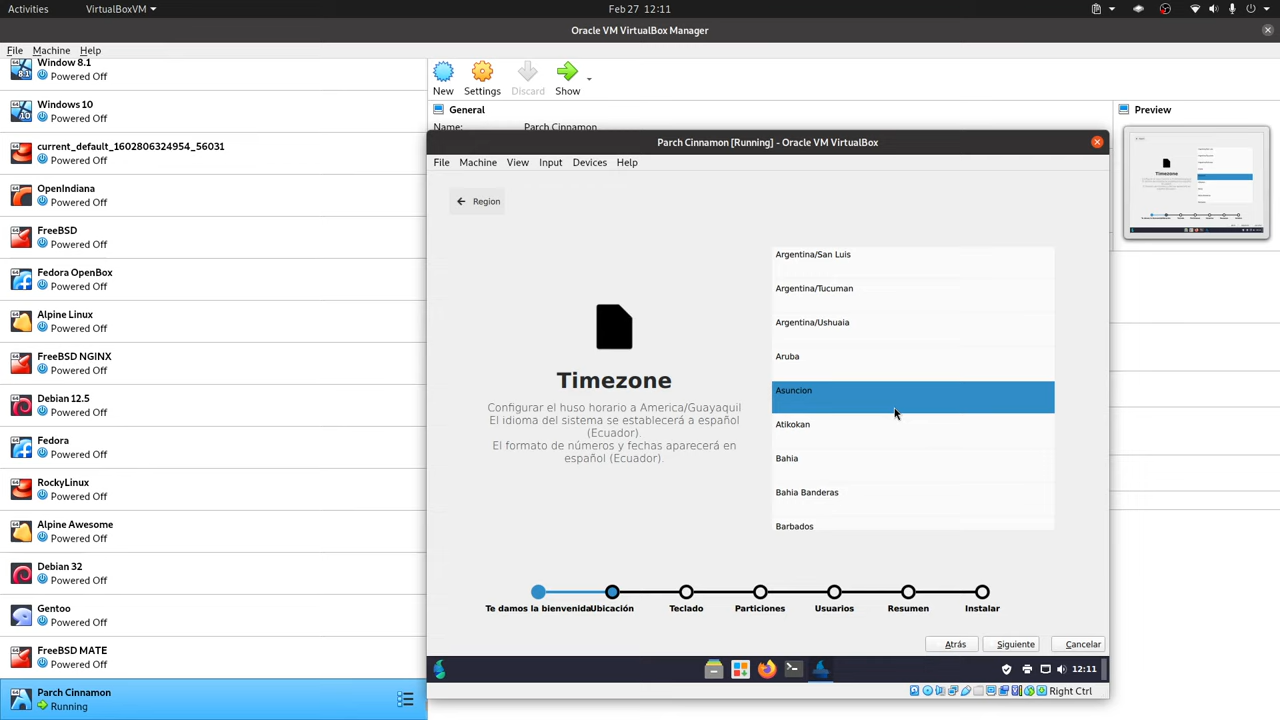 Activities
VirtualBoxVM
Feb 27 12:11
Oracle VM VirtualBox Manager
File Machine Help
Window 8.1
Powered Off
Windows 10
Powered Off
current_default_1602806324954_56031
Powered Off
OpenIndiana
Powered Off
FreeBSD
Powered Off
Fedora OpenBox
Powered Off
Alpine Linux
Powered Off
FreeBSD NGINX
Powered Off
Debian 12.5
Powered Off
Fedora
Powered Off
RockyLinux
Powered Off
Alpine Awesome
Powered Off
Debian 32
Powered Off
Gentoo
Powered Off
FreeBSD MATE
Powered Off
Parch Cinnamon
Running
New Settings Discard Show
General
Name: Parch Cinnamon
Preview
Parch Cinnamon [Running] - Oracle VM VirtualBox
File Machine View Input Devices Help
Region
Timezone
Configurar el huso horario a America/Guayaquil
El idioma del sistema se establecerá a español
(Ecuador).
El formato de números y fechas aparecerá en
español (Ecuador).
Argentina/San Luis
Argentina/Tucuman
Argentina/Ushuaia
Aruba
Asuncion
Atikokan
Bahia
Bahia Banderas
Barbados
Te damos la bienvenida Ubicación Teclado Particiones Usuarios Resumen Instalar
Atrás Siguiente Cancelar
12:11
Right Ctrl